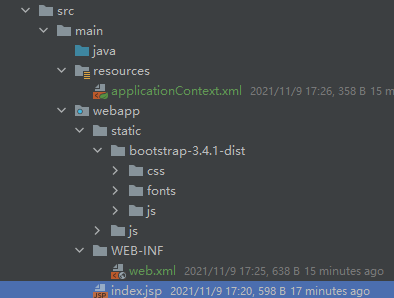 src
main
java
resources
applicationContext.xml 2021/11/9 17:26, 358 B 15 m
webapp
static
bootstrap-3.4.1-dist
css
fonts
js
js
WEB-INF
web.xml 2021/11/9 17:25, 638 B 15 minutes ago
index.jsp 2021/11/9 17:20, 598 B 17 minutes ago